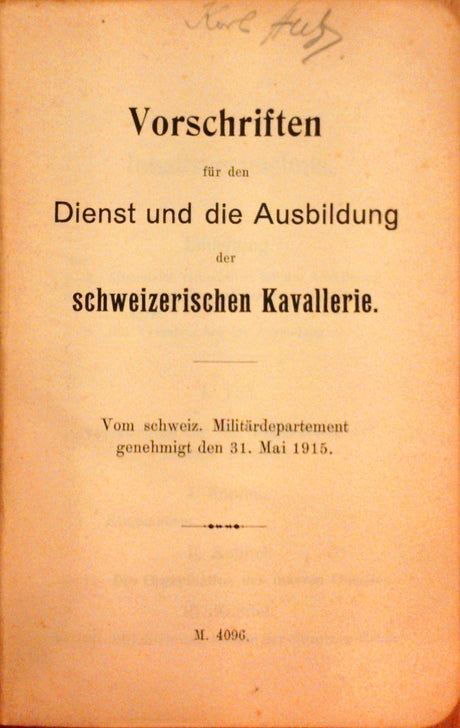 Karl
Vorschriften
für den
Dienst und die Ausbildung
der
schweizerischen Kavallerie.
Vom schweiz. Militärdepartement
genehmigt den 31. Mai 1915.
M. 4096.